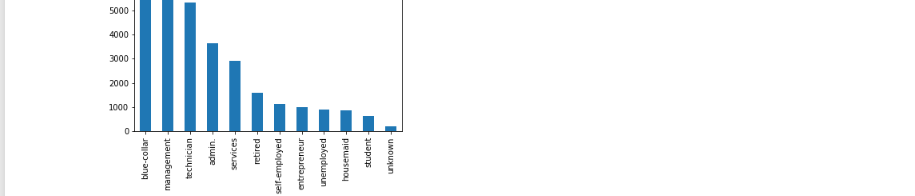 5000
4000
3000
2000
1000
0
blue-collar
management
technician
admin.
services
retired
self-employed
entrepreneur
unemployed
housemaid
student
unknown